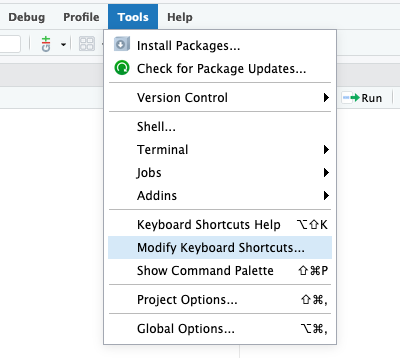 Debug Profile Tools Help
Install Packages...
Check for Package Updates...
Version Control
Run
Shell...
Terminal
Jobs
Addins
Keyboard Shortcuts Help ⌥⇧K
Modify Keyboard Shortcuts...
Show Command Palette ⇧⌘P
Project Options... ⇧⌘,
Global Options... ⌥⌘,